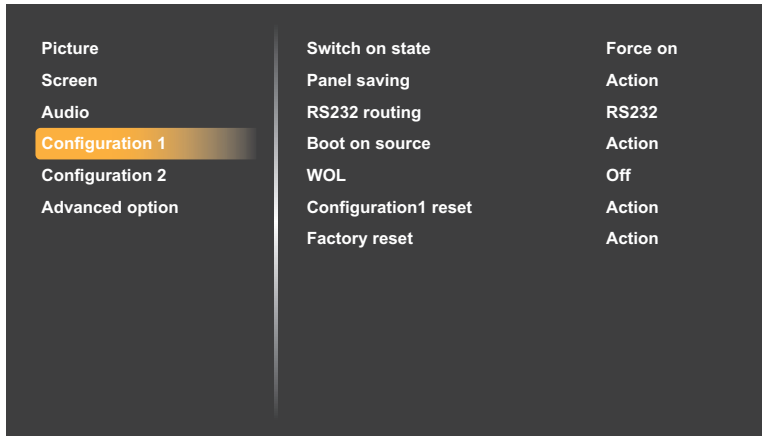 Picture
Screen
Audio
Configuration 1
Configuration 2
Advanced option
Switch on state Force on
Panel saving Action
RS232 routing RS232
Boot on source Action
WOL Off
Configuration1 reset Action
Factory reset Action